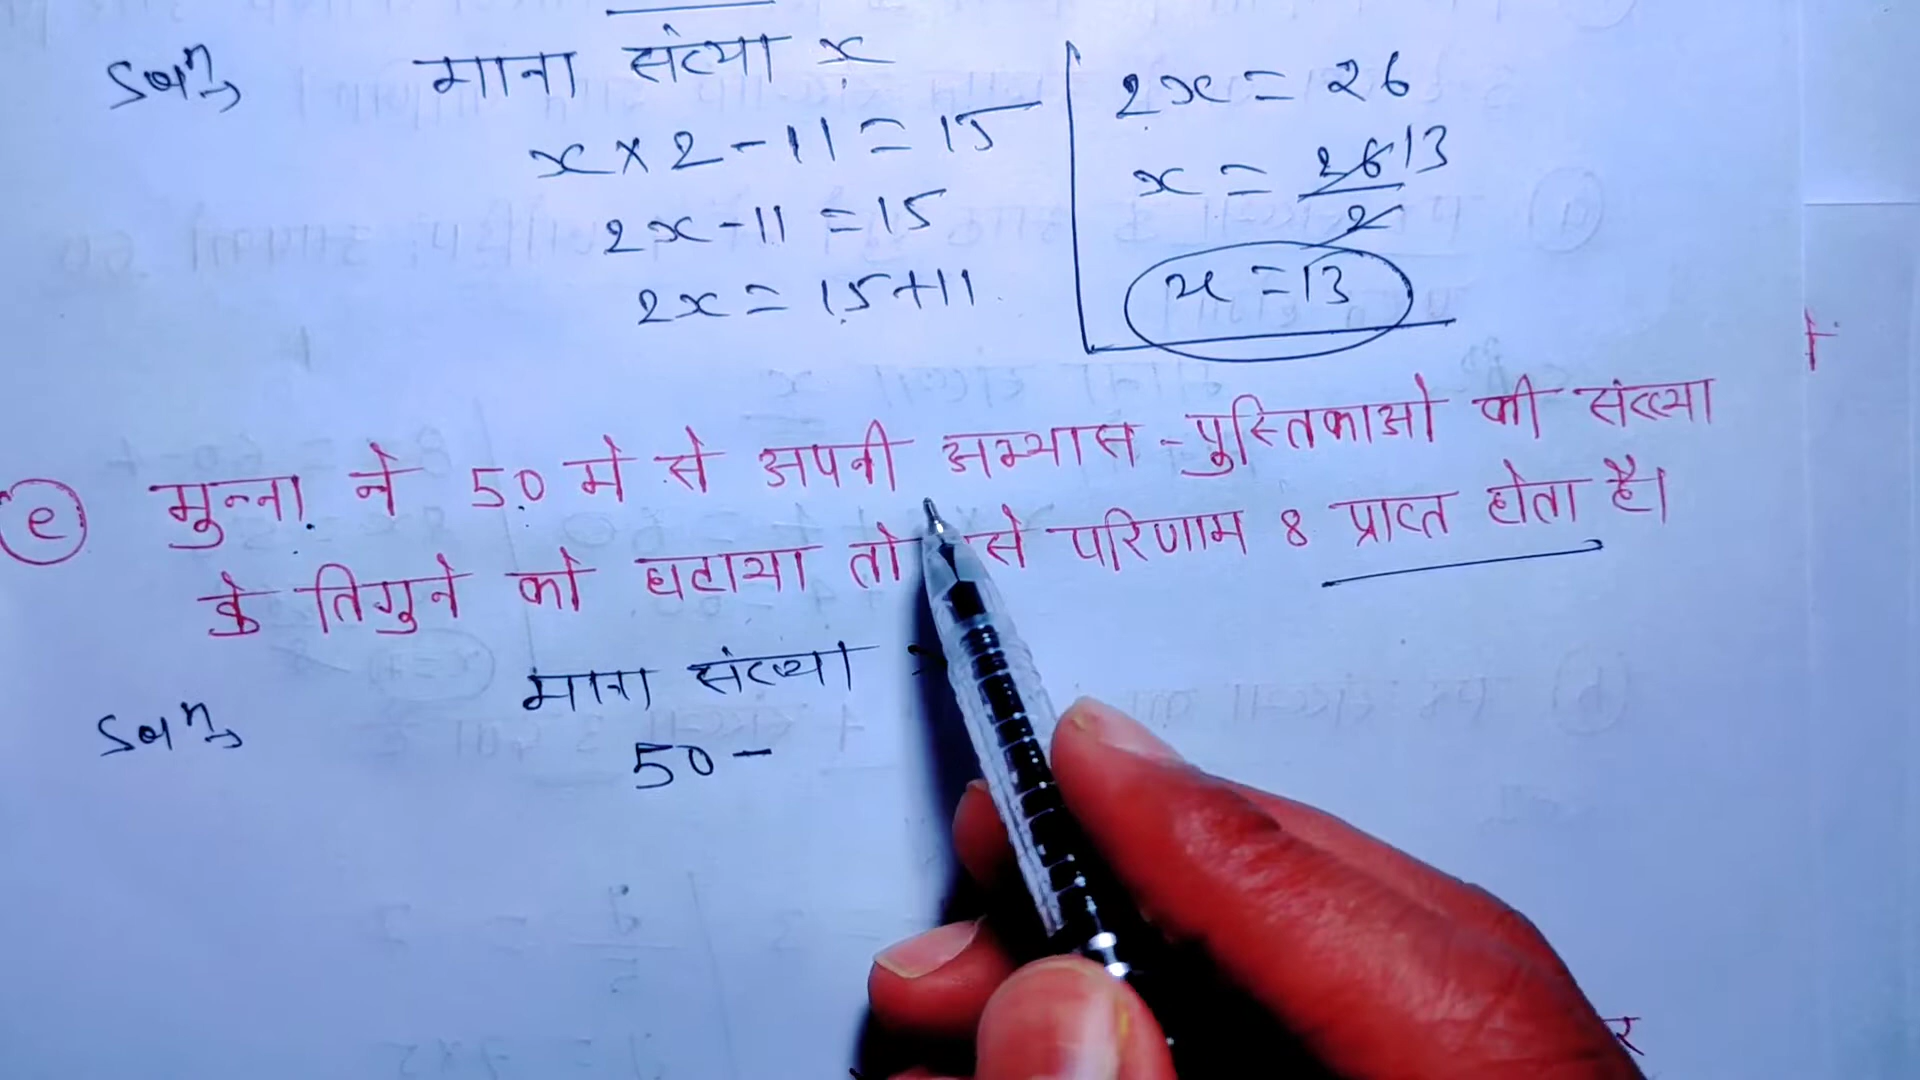 Solⁿ, माना संख्या x
x × 2 - 11 = 15
2x - 11 = 15
2x = 15 + 11
2x = 26
x = 26/2 13
x = 13
(e) मुन्ना ने 50 मे से अपनी अभ्यास - पुस्तिकाओ की संख्या
के तिगुने को घटाया तो से परिणाम 8 प्राप्त होता है।
Solⁿ, माना संख्या
50 -